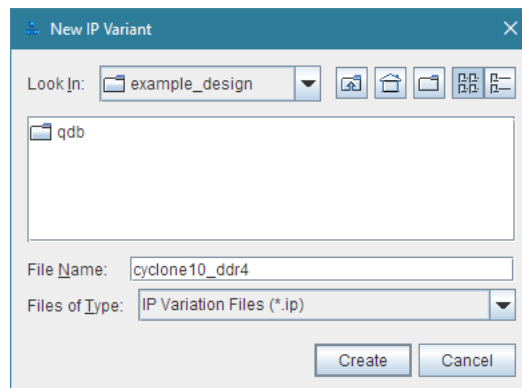 New IP Variant
Look In: example_design
qdb
File Name: cyclone10_ddr4
Files of Type: IP Variation Files (*.ip)
Create Cancel